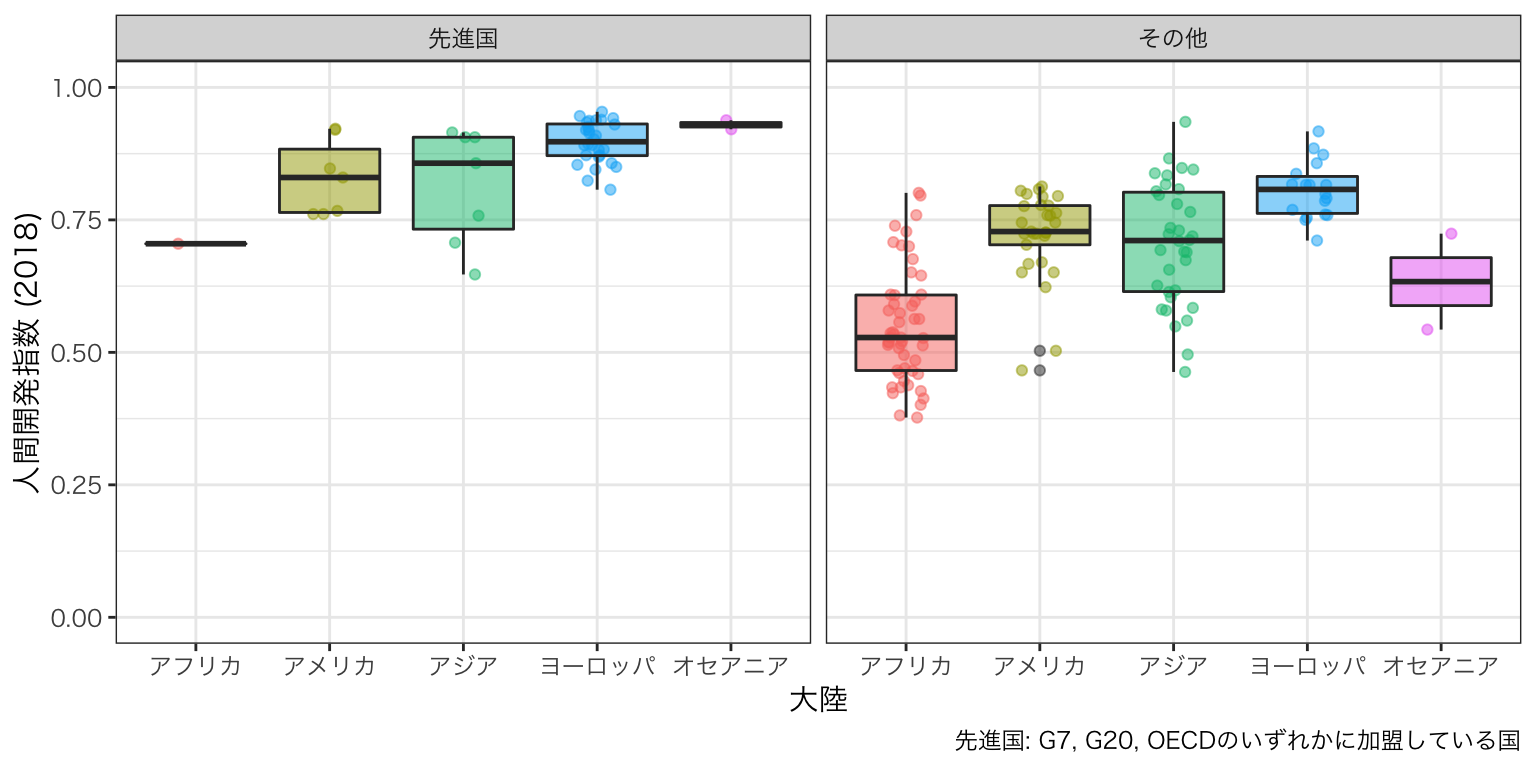 先進国
その他
人間開発指数 (2018)
1.00
0.75
0.50
0.25
0.00
アフリカ
アメリカ
アジア
ヨーロッパ
オセアニア
アフリカ
アメリカ
アジア
ヨーロッパ
オセアニア
大陸
先進国: G7, G20, OECDのいずれかに加盟している国